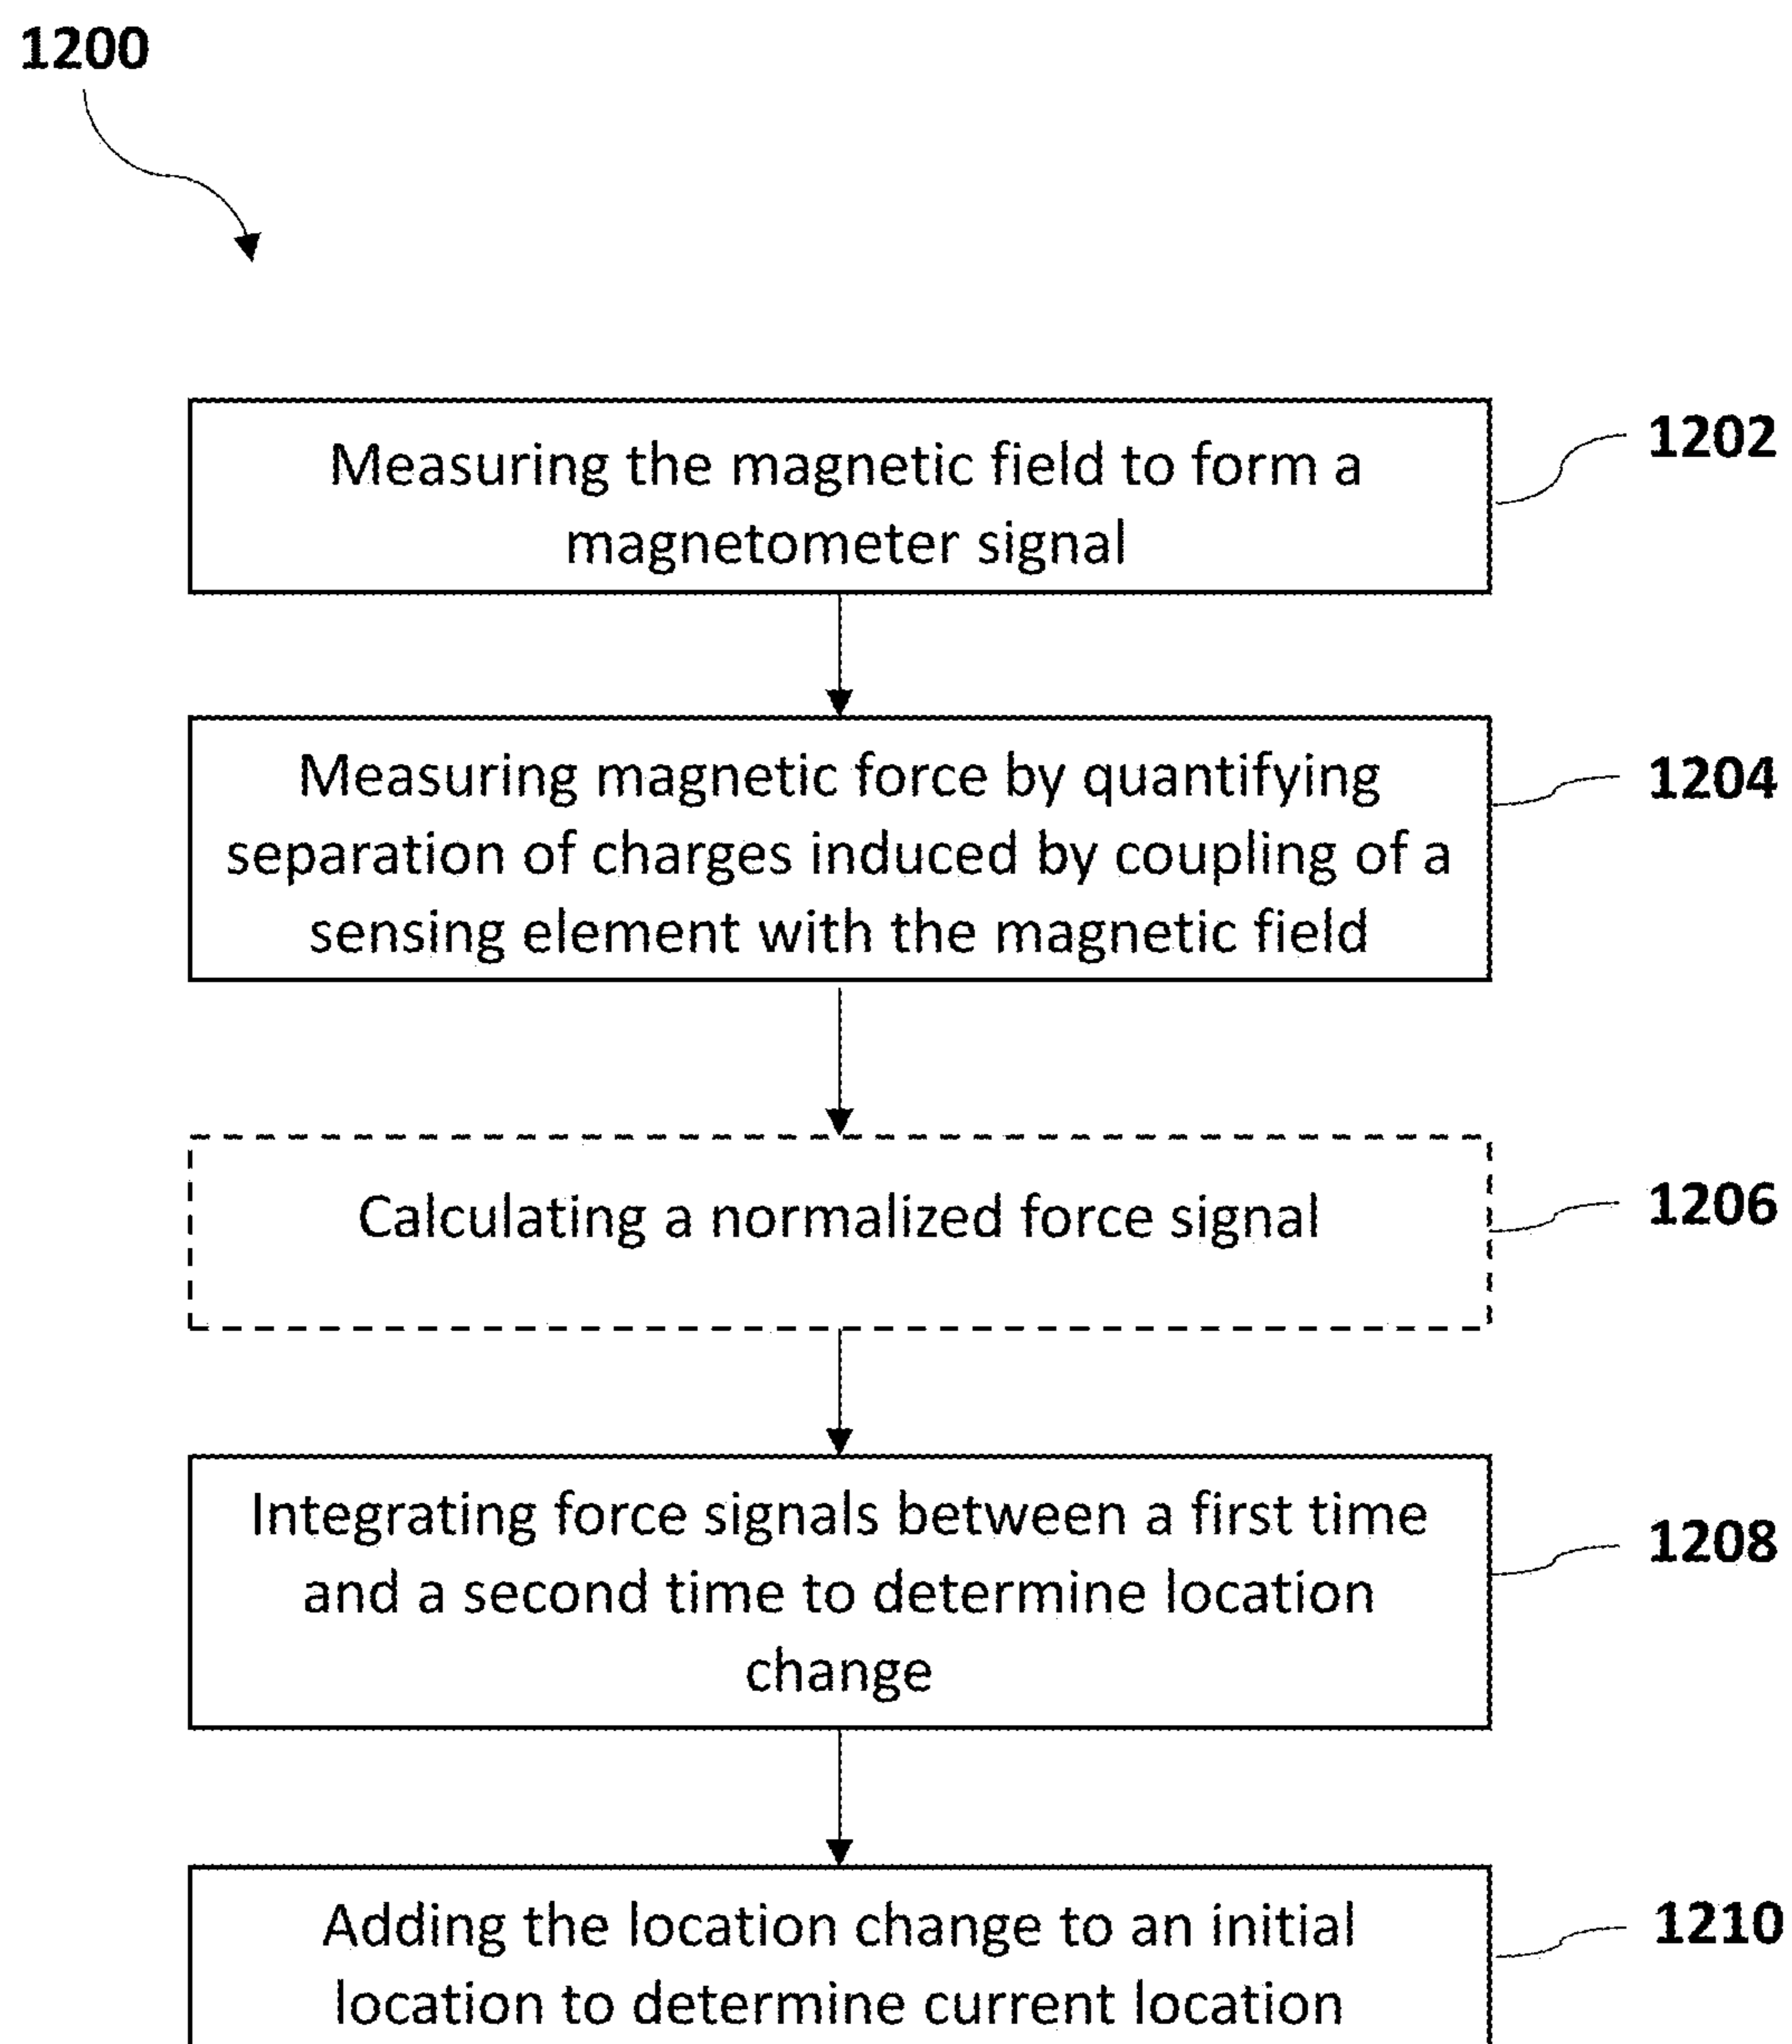 1200
Measuring the magnetic field to form a
magnetometer signal
1202
Measuring magnetic force by quantifying
separation of charges induced by coupling of a
sensing element with the magnetic field
1204
Calculating a normalized force signal
1206
Integrating force signals between a first time
and a second time to determine location
change
1208
Adding the location change to an initial
location to determine current location
1210